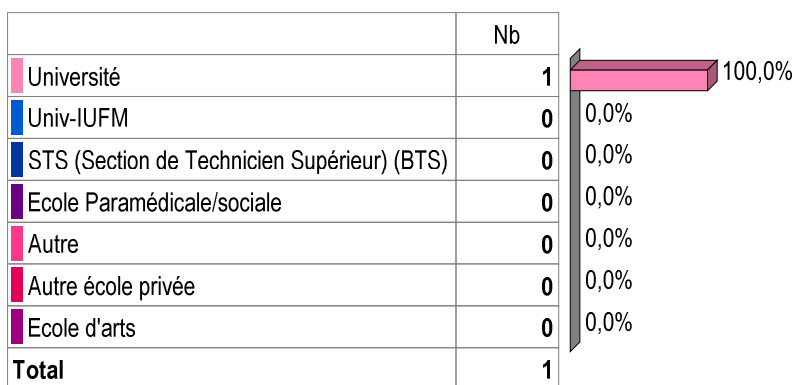 Nb
Université 1 100,0%
Univ-IUFM 0 0,0%
STS (Section de Technicien Supérieur) (BTS) 0 0,0%
Ecole Paramédicale/sociale 0 0,0%
Autre 0 0,0%
Autre école privée 0 0,0%
Ecole d'arts 0 0,0%
Total 1